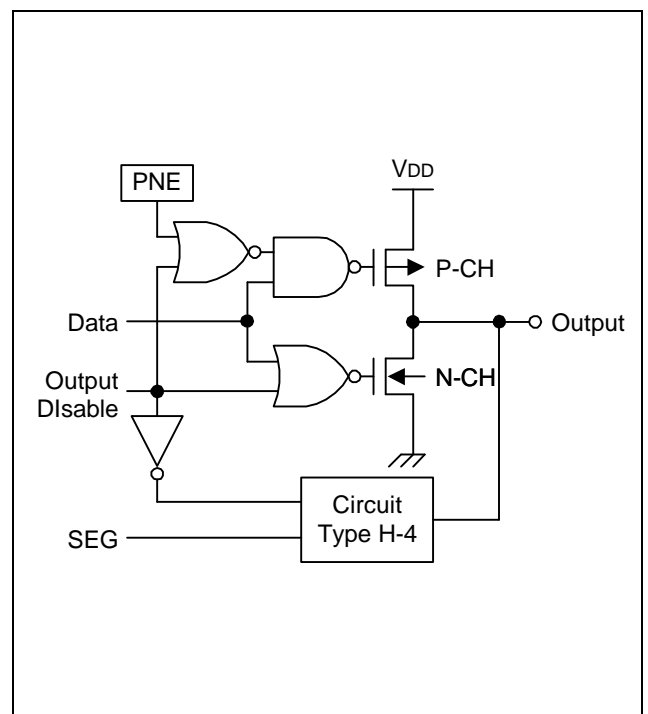 PNE
VDD
P-CH
Data
Output
Output
DIsable
N-CH
Circuit
Type H-4
SEG